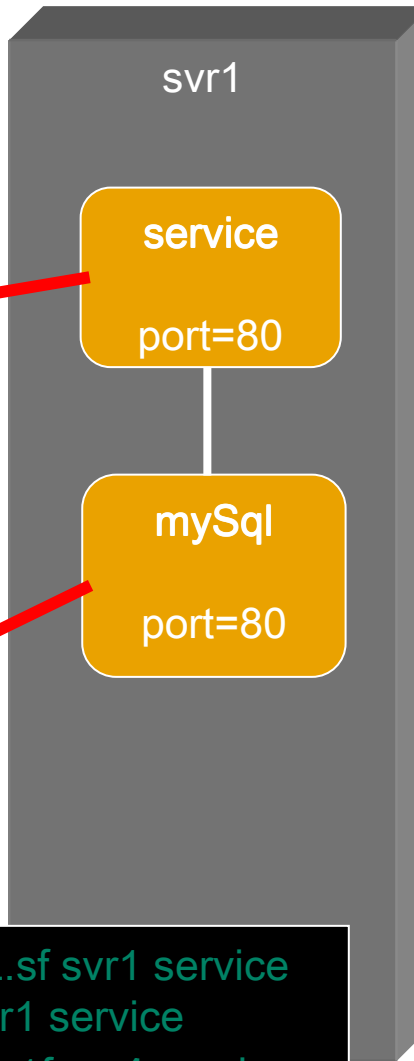 svr1
service
port=80
mySql
port=80
.sf svr1 service
r1 service